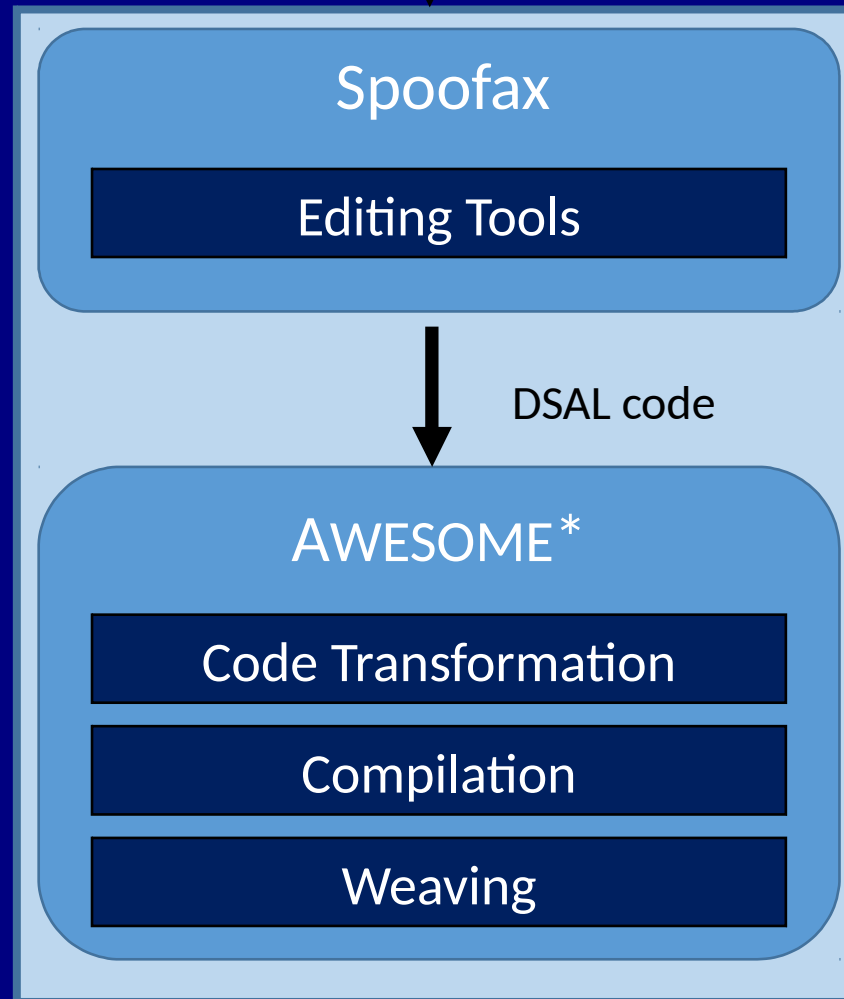 Spoofax
Editing Tools
DSAL code
AWESOME*
Code Transformation
Compilation
Weaving